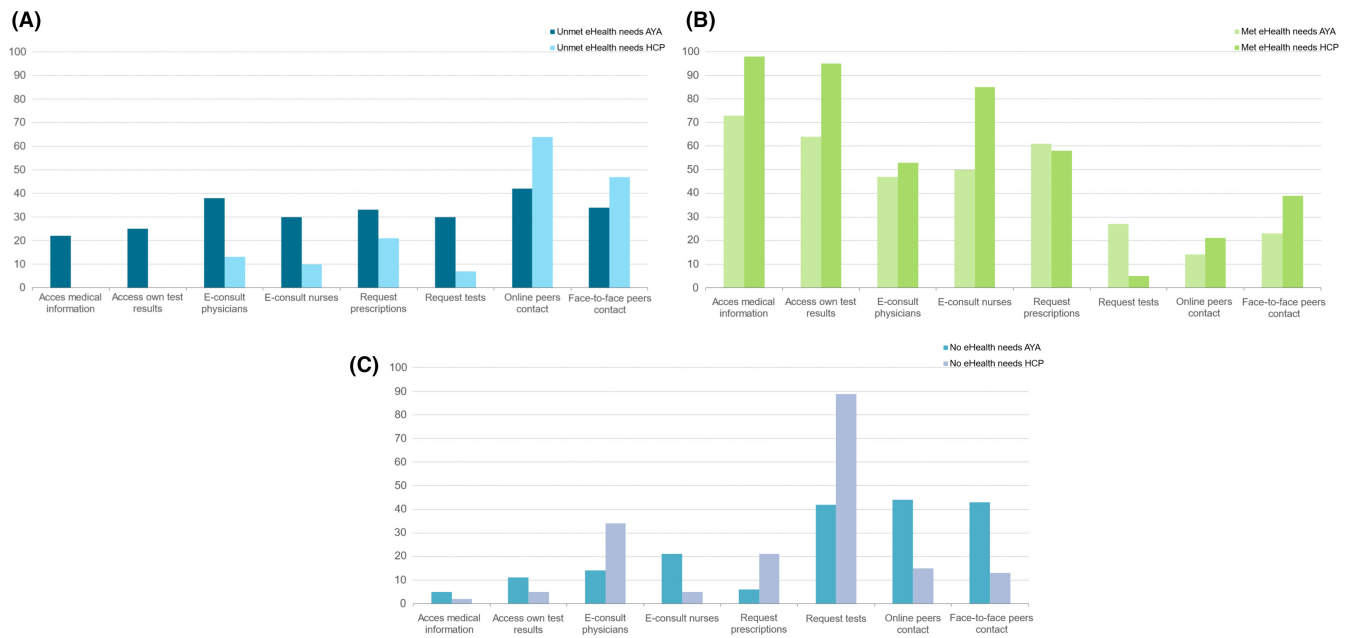 (A)
Unmet eHealth needs AYA
Unmet eHealth needs HCP
100
90
80
70
60
50
40
30
20
10
0
Acces medical
information
Access own test
results
E-consult
physicians
E-consult nurses
Request
prescriptions
Request tests
Online peers
contact
Face-to-face peers
contact
(B)
Met eHealth needs AYA
Met eHealth needs HCP
100
90
80
70
60
50
40
30
20
10
0
Acces medical
information
Access own test
results
E-consult
physicians
E-consult nurses
Request
prescriptions
Request tests
Online peers
contact
Face-to-face peers
contact
(C)
No eHealth needs AYA
No eHealth needs HCP
100
90
80
70
60
50
40
30
20
10
0
Acces medical
information
Access own test
results
E-consult
physicians
E-consult nurses
Request
prescriptions
Request tests
Online peers
contact
Face-to-face peers
contact